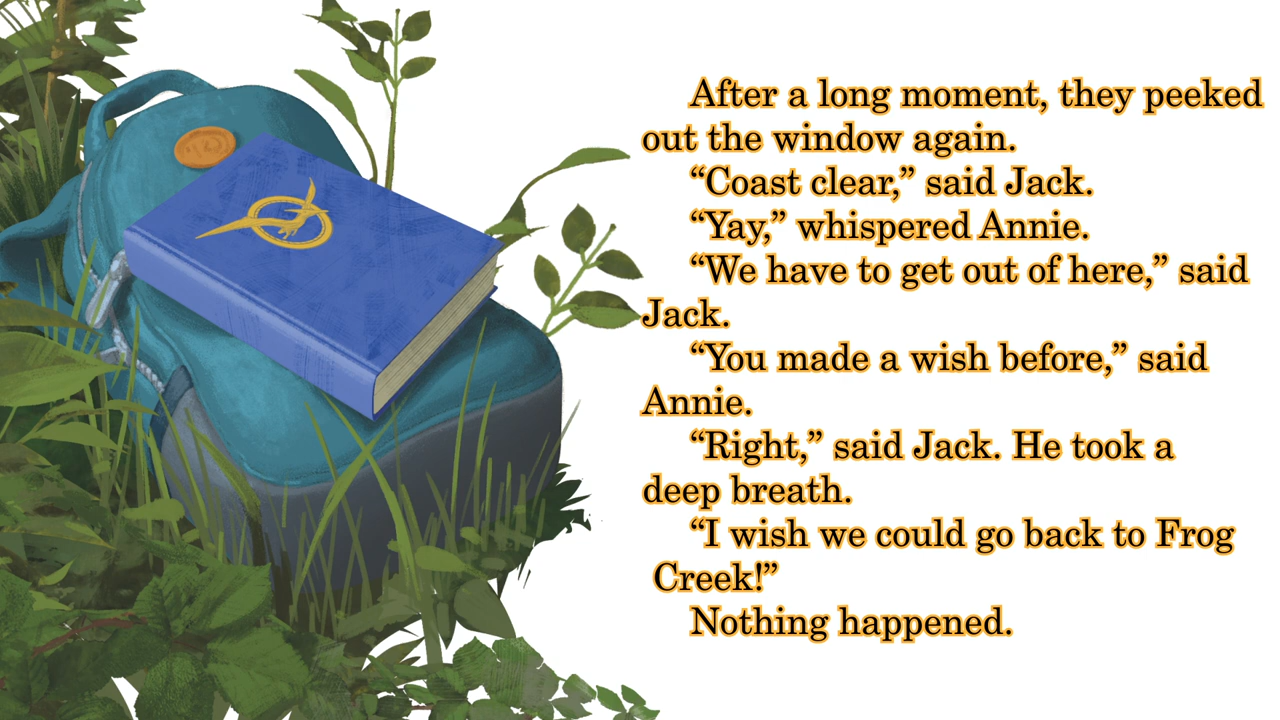 After a long moment, they peeked
out the window again.
“Coast clear,” said Jack.
“Yay,” whispered Annie.
“We have to get out of here,” said
Jack.
“You made a wish before,” said
Annie.
“Right,” said Jack. He took a
deep breath.
“I wish we could go back to Frog
Creek!”
Nothing happened.